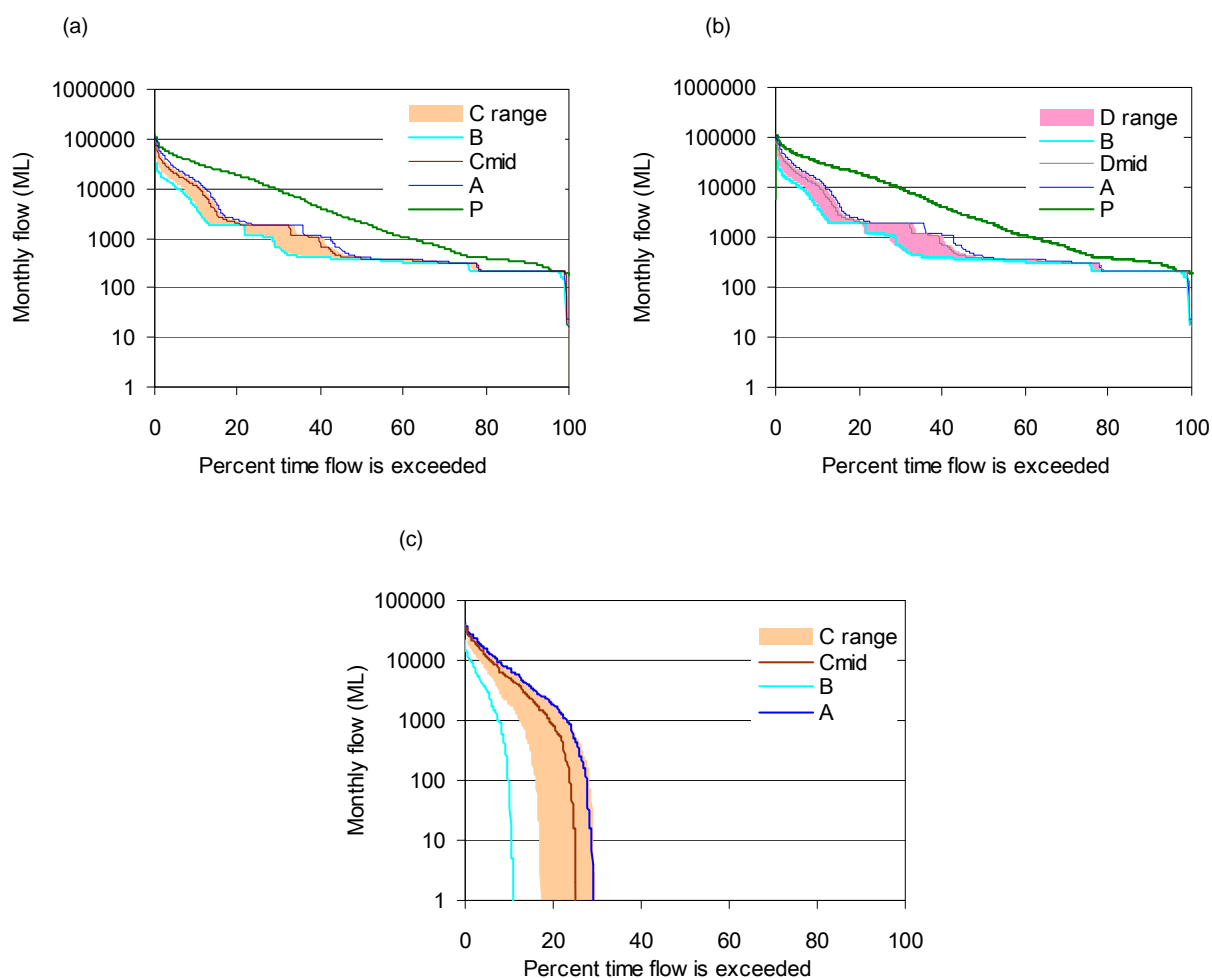 (a)
Monthly flow (ML)
1000000
100000
10000
1000
100
10
1
0 20 40 60 80 100
Percent time flow is exceeded
C range
B
Cmid
A
P
(b)
Monthly flow (ML)
1000000
100000
10000
1000
100
10
1
0 20 40 60 80 100
Percent time flow is exceeded
D range
B
Dmid
A
P
(c)
Monthly flow (ML)
100000
10000
1000
100
10
1
0 20 40 60 80 100
Percent time flow is exceeded
C range
Cmid
B
A